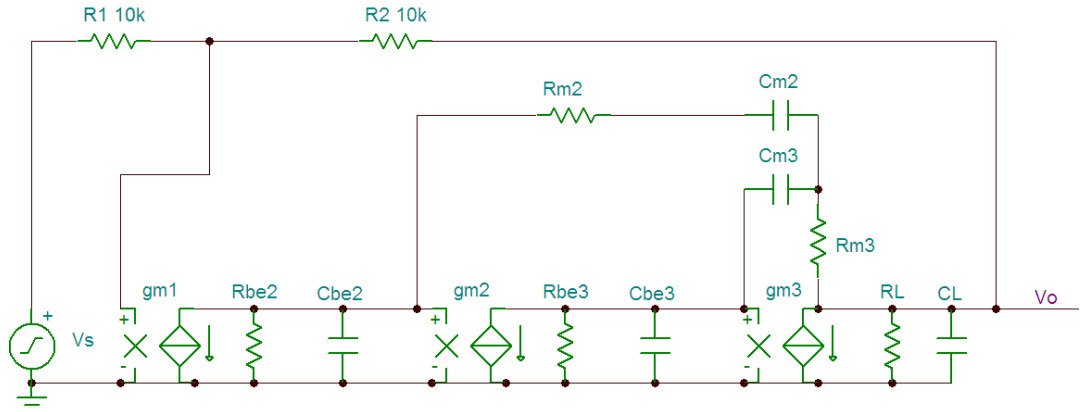 R1 10k
R2 10k
Rm2
Cm2
Cm3
Rm3
gm1
Rbe2
Cbe2
gm2
Rbe3
Cbe3
gm3
RL
CL
Vo
+
Vs
+
-
+
-
+
-